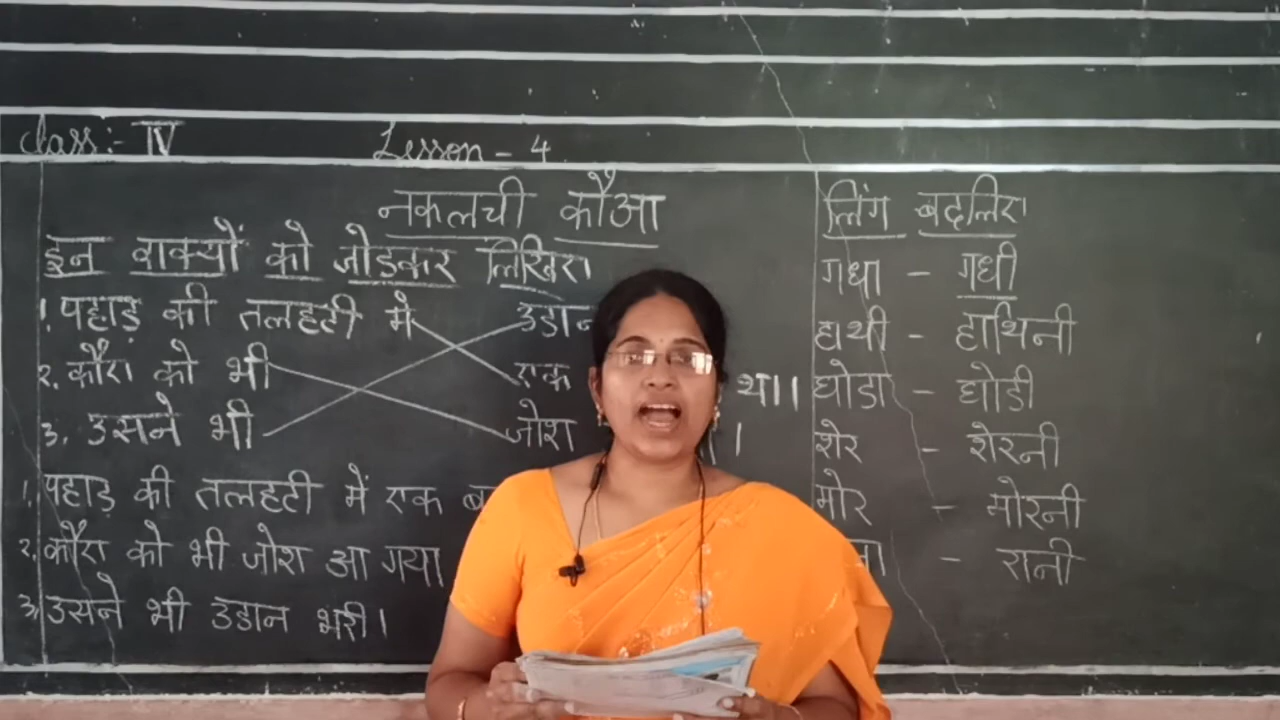 Class:- IV
Lesson - 4
नकलची कौआ
इन वाक्यों को जोडकर लिखिए।
1. पहाड़ की तलहटी मे
उडान
2. कौए को भी
एक
था।
3. उसने भी
जोश
।
1. पहाड़ की तलहटी में एक
2. कौए को भी जोश आ गया
3. उसने भी उडान भरी।
लिंग बदलिए।
गधा - गधी
हाथी - हाथिनी
घोडा - घोडी
शेर - शेरनी
मोर - मोरनी
- रानी